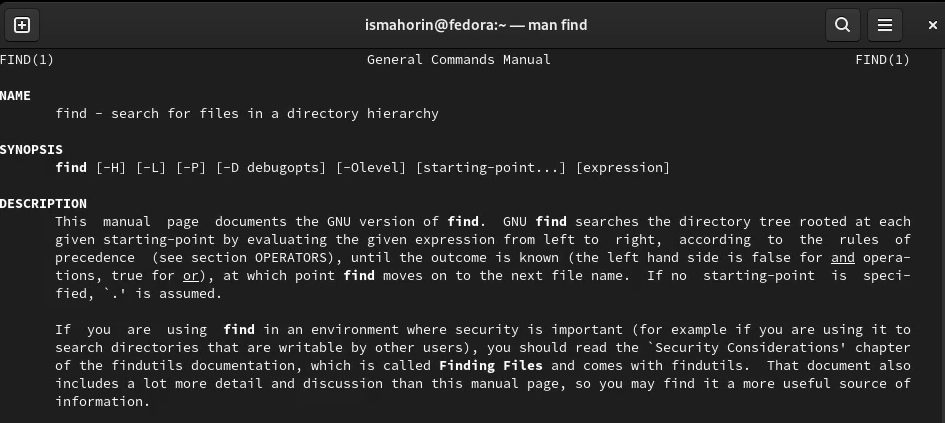 ismahorin@fedora:~ — man find
FIND(1) General Commands Manual FIND(1)
NAME
find - search for files in a directory hierarchy
SYNOPSIS
find [-H] [-L] [-P] [-D debugopts] [-Olevel] [starting-point...] [expression]
DESCRIPTION
This manual page documents the GNU version of find. GNU find searches the directory tree rooted at each
given starting-point by evaluating the given expression from left to right, according to the rules of
precedence (see section OPERATORS), until the outcome is known (the left hand side is false for and opera-
tions, true for or), at which point find moves on to the next file name. If no starting-point is speci-
fied, `.' is assumed.
If you are using find in an environment where security is important (for example if you are using it to
search directories that are writable by other users), you should read the `Security Considerations' chapter
of the findutils documentation, which is called Finding Files and comes with findutils. That document also
includes a lot more detail and discussion than this manual page, so you may find it a more useful source of
information.